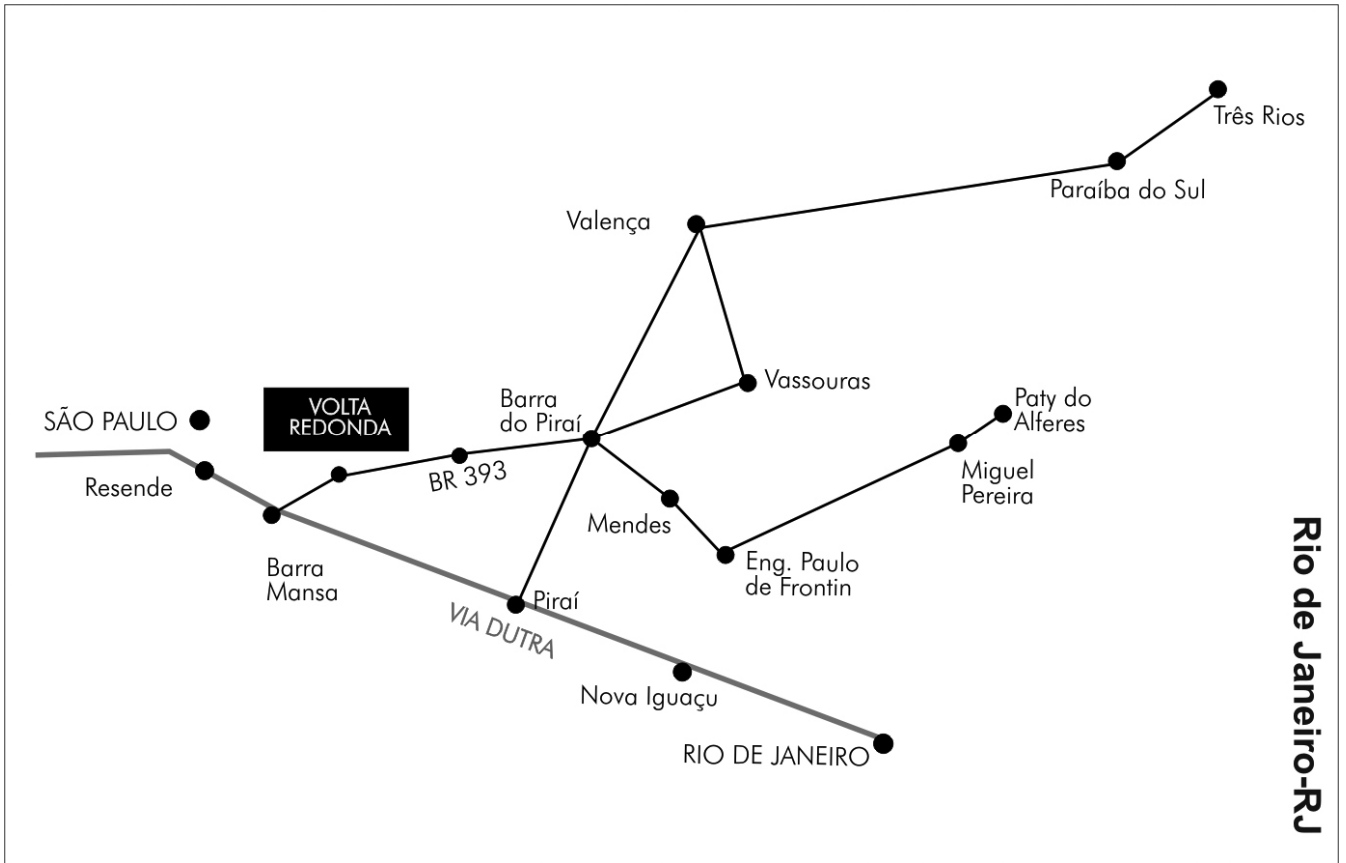 Três Rios
Paraíba do Sul
Valença
Vassouras
Barra
do Piraí
Paty do
Alferes
VOLTA
REDONDA
SÃO PAULO
BR 393
Miguel
Pereira
Resende
Mendes
Eng. Paulo
de Frontin
Barra
Mansa
Piraí
VIA DUTRA
Nova Iguaçu
RIO DE JANEIRO
Rio de Janeiro-RJ